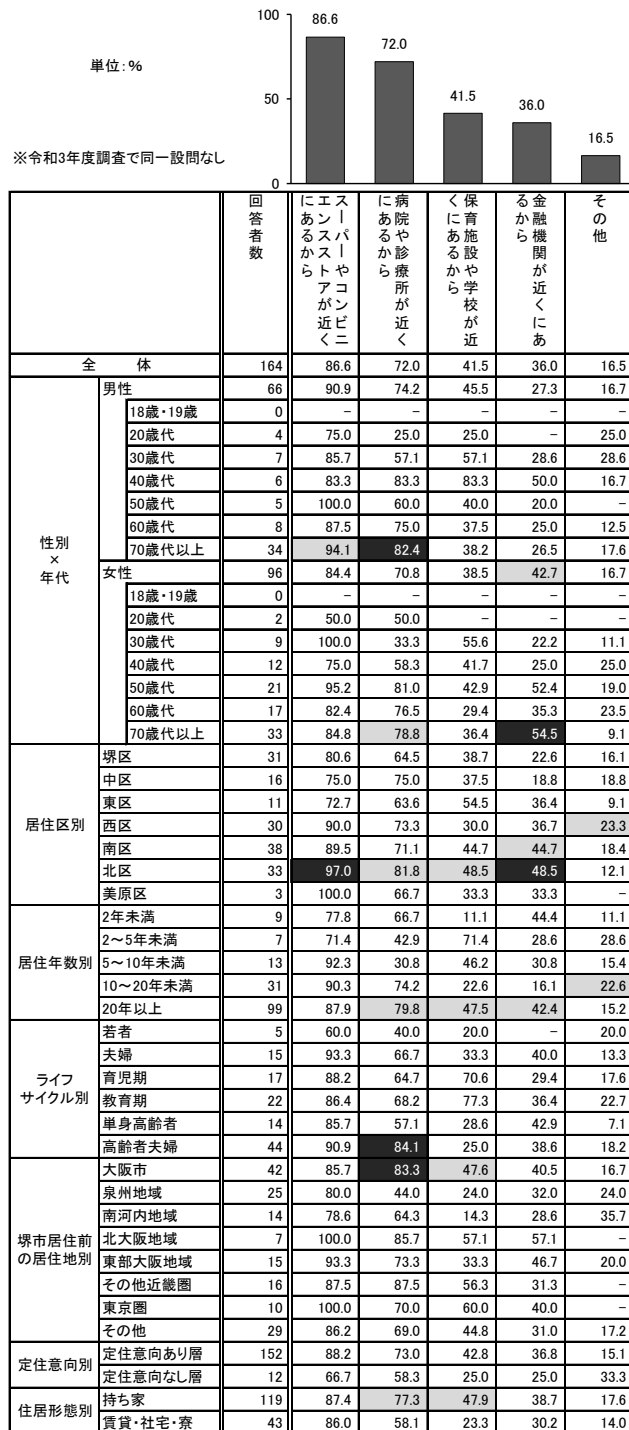 100
50
0
86.6
72.0
41.5
36.0
16.5
単位:%
※令和3年度調査で同一設問なし
回答者数
スーパーやコンビニエンスストアが近くにあるから
病院や診療所が近くにあるから
保育施設や学校が近くにあるから
金融機関が近くにあるから
その他
全 体 164 86.6 72.0 41.5 36.0 16.5
性別×年代
男性 66 90.9 74.2 45.5 27.3 16.7
18歳・19歳 0 - - - - -
20歳代 4 75.0 25.0 25.0 - 25.0
30歳代 7 85.7 57.1 57.1 28.6 28.6
40歳代 6 83.3 83.3 83.3 50.0 16.7
50歳代 5 100.0 60.0 40.0 20.0 -
60歳代 8 87.5 75.0 37.5 25.0 12.5
70歳代以上 34 94.1 82.4 38.2 26.5 17.6
女性 96 84.4 70.8 38.5 42.7 16.7
18歳・19歳 0 - - - - -
20歳代 2 50.0 50.0 - - -
30歳代 9 100.0 33.3 55.6 22.2 11.1
40歳代 12 75.0 58.3 41.7 25.0 25.0
50歳代 21 95.2 81.0 42.9 52.4 19.0
60歳代 17 82.4 76.5 29.4 35.3 23.5
70歳代以上 33 84.8 78.8 36.4 54.5 9.1
居住区別
堺区 31 80.6 64.5 38.7 22.6 16.1
中区 16 75.0 75.0 37.5 18.8 18.8
東区 11 72.7 63.6 54.5 36.4 9.1
西区 30 90.0 73.3 30.0 36.7 23.3
南区 38 89.5 71.1 44.7 44.7 18.4
北区 33 97.0 81.8 48.5 48.5 12.1
美原区 3 100.0 66.7 33.3 33.3 -
居住年数別
2年未満 9 77.8 66.7 11.1 44.4 11.1
2～5年未満 7 71.4 42.9 71.4 28.6 28.6
5～10年未満 13 92.3 30.8 46.2 30.8 15.4
10～20年未満 31 90.3 74.2 22.6 16.1 22.6
20年以上 99 87.9 79.8 47.5 42.4 15.2
ライフサイクル別
若者 5 60.0 40.0 20.0 - 20.0
夫婦 15 93.3 66.7 33.3 40.0 13.3
育児期 17 88.2 64.7 70.6 29.4 17.6
教育期 22 86.4 68.2 77.3 36.4 22.7
単身高齢者 14 85.7 57.1 28.6 42.9 7.1
高齢者夫婦 44 90.9 84.1 25.0 38.6 18.2
堺市居住前の居住地別
大阪市 42 85.7 83.3 47.6 40.5 16.7
泉州地域 25 80.0 44.0 24.0 32.0 24.0
南河内地域 14 78.6 64.3 14.3 28.6 35.7
北大阪地域 7 100.0 85.7 57.1 57.1 -
東部大阪地域 15 93.3 73.3 33.3 46.7 20.0
その他近畿圏 16 87.5 87.5 56.3 31.3 -
東京圏 10 100.0 70.0 60.0 40.0 -
その他 29 86.2 69.0 44.8 31.0 17.2
定住意向別
定住意向あり層 152 88.2 73.0 42.8 36.8 15.1
定住意向なし層 12 66.7 58.3 25.0 25.0 33.3
住居形態別
持ち家 119 87.4 77.3 47.9 38.7 17.6
賃貸・社宅・寮 43 86.0 58.1 23.3 30.2 14.0